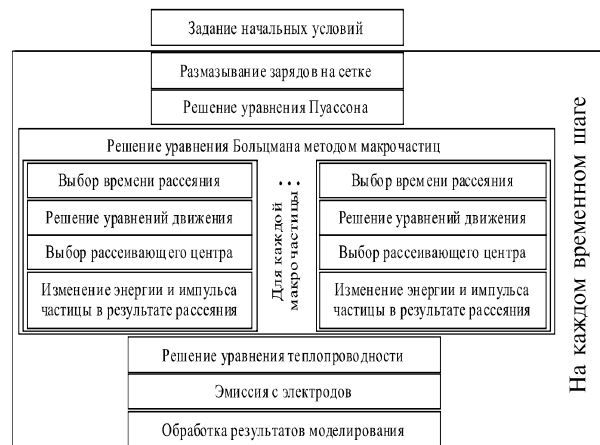 Задание начальных условий
Размазывание зарядов на сетке
Решение уравнения Пуассона
Решение уравнения Больцмана методом макрочастиц
Выбор времени рассеяния
Решение уравнений движения
Выбор рассеивающего центра
Изменение энергии и импульса
частицы в результате рассеяния
Для каждой
макрочастицы
...
Выбор времени рассеяния
Решение уравнений движения
Выбор рассеивающего центра
Изменение энергии и импульса
частицы в результате рассеяния
Решение уравнения теплопроводности
Эмиссия с электродов
Обработка результатов моделирования
На каждом временном шаге